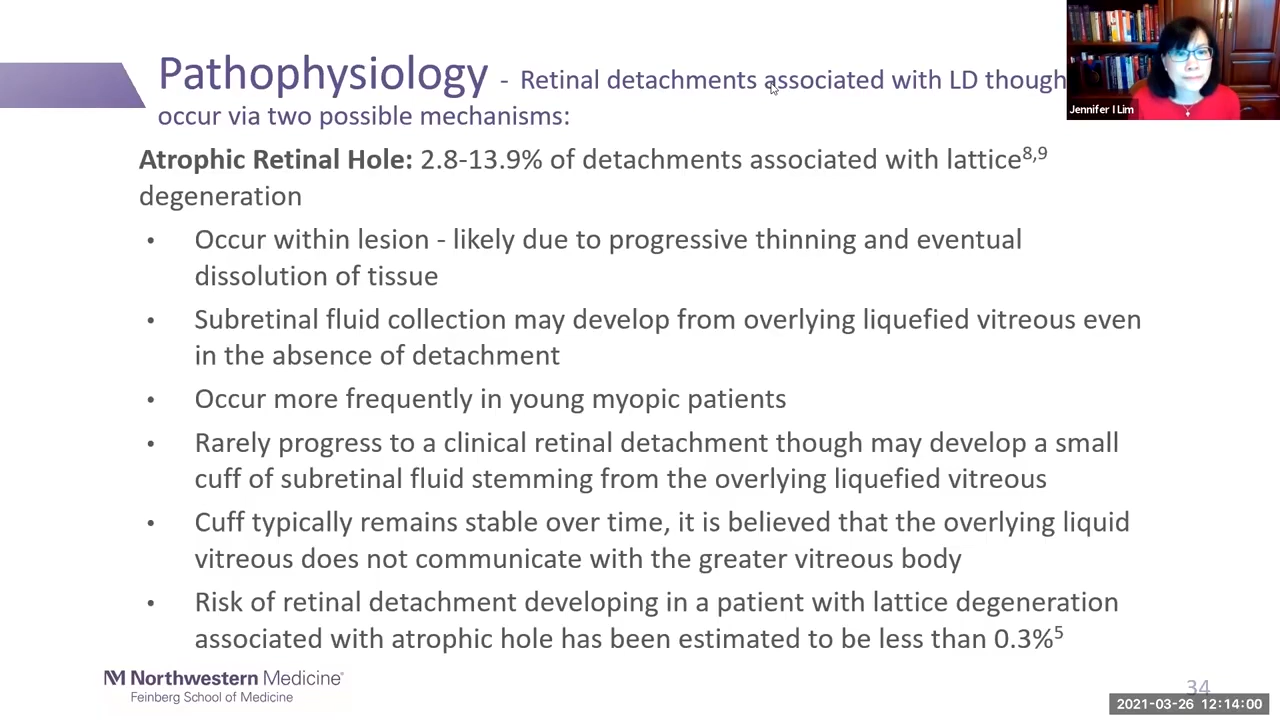 Pathophysiology - Retinal detachments associated with LD though
occur via two possible mechanisms:
Atrophic Retinal Hole: 2.8-13.9% of detachments associated with lattice8,9
degeneration
• Occur within lesion - likely due to progressive thinning and eventual
dissolution of tissue
• Subretinal fluid collection may develop from overlying liquefied vitreous even
in the absence of detachment
• Occur more frequently in young myopic patients
• Rarely progress to a clinical retinal detachment though may develop a small
cuff of subretinal fluid stemming from the overlying liquefied vitreous
• Cuff typically remains stable over time, it is believed that the overlying liquid
vitreous does not communicate with the greater vitreous body
• Risk of retinal detachment developing in a patient with lattice degeneration
associated with atrophic hole has been estimated to be less than 0.3%5
Jennifer I Lim
NM Northwestern Medicine
Feinberg School of Medicine
34
2021-03-26 12:14:00